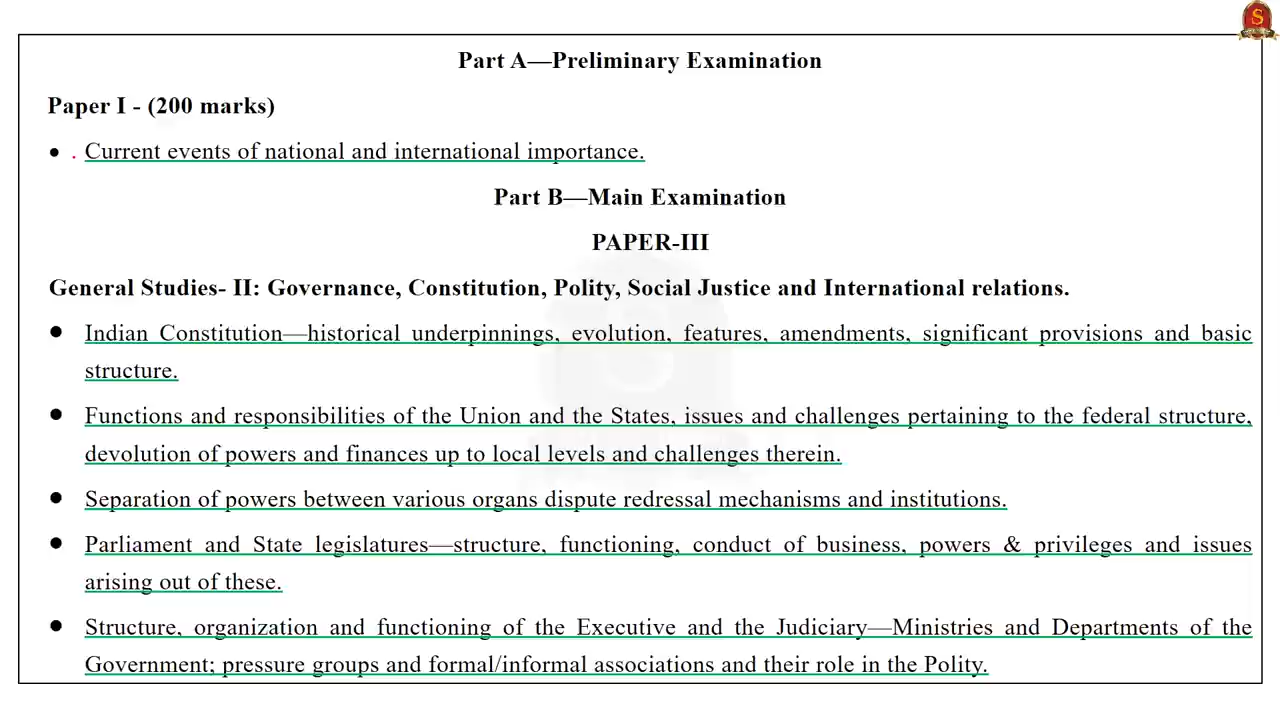 S
Part A—Preliminary Examination
Paper I - (200 marks)
● . Current events of national and international importance.
Part B—Main Examination
PAPER-III
General Studies- II: Governance, Constitution, Polity, Social Justice and International relations.
● Indian Constitution—historical underpinnings, evolution, features, amendments, significant provisions and basic
structure.
● Functions and responsibilities of the Union and the States, issues and challenges pertaining to the federal structure,
devolution of powers and finances up to local levels and challenges therein.
● Separation of powers between various organs dispute redressal mechanisms and institutions.
● Parliament and State legislatures—structure, functioning, conduct of business, powers & privileges and issues
arising out of these.
● Structure, organization and functioning of the Executive and the Judiciary—Ministries and Departments of the
Government; pressure groups and formal/informal associations and their role in the Polity.